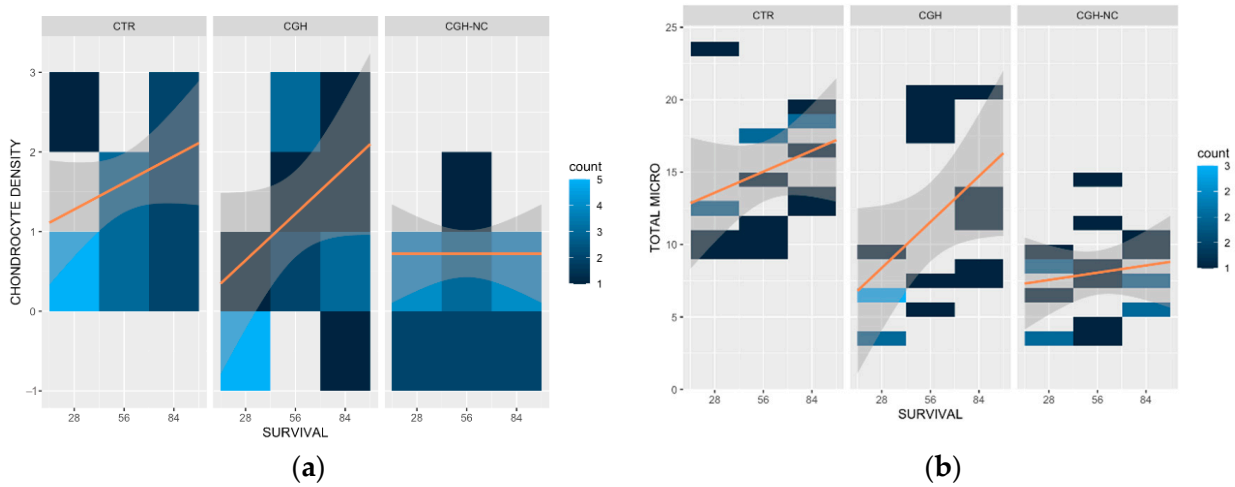 CTR CGH CGH-NC
CHONDROCYTE DENSITY
3
2
1
0
−1
28 56 84 28 56 84 28 56 84
SURVIVAL
count
5
4
3
2
1
(a)
CTR CGH CGH-NC
TOTAL MICRO
25
20
15
10
5
0
28 56 84 28 56 84 28 56 84
SURVIVAL
count
3
2
2
2
1
(b)